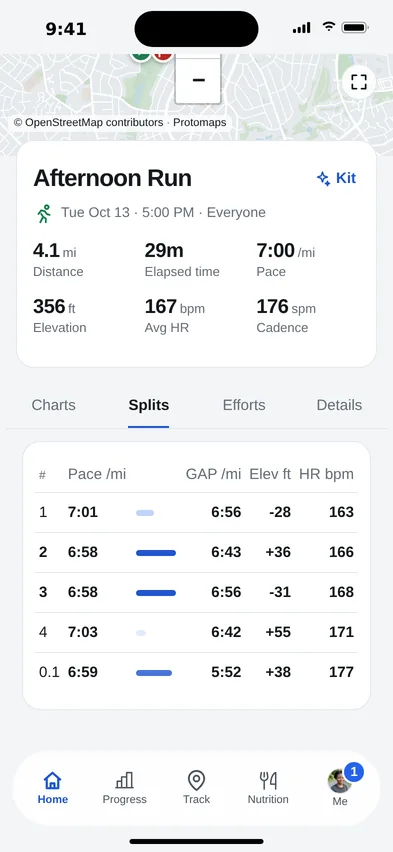 9:41
−
© OpenStreetMap contributors · Protomaps
Afternoon Run
Kit
Tue Oct 13 · 5:00 PM · Everyone
4.1 mi 29m 7:00 /mi
Distance Elapsed time Pace
356 ft 167 bpm 176 spm
Elevation Avg HR Cadence
Charts Splits Efforts Details
# Pace /mi GAP /mi Elev ft HR bpm
1 7:01 6:56 -28 163
2 6:58 6:43 +36 166
3 6:58 6:56 -31 168
4 7:03 6:42 +55 171
0.1 6:59 5:52 +38 177
1
Home Progress Track Nutrition Me